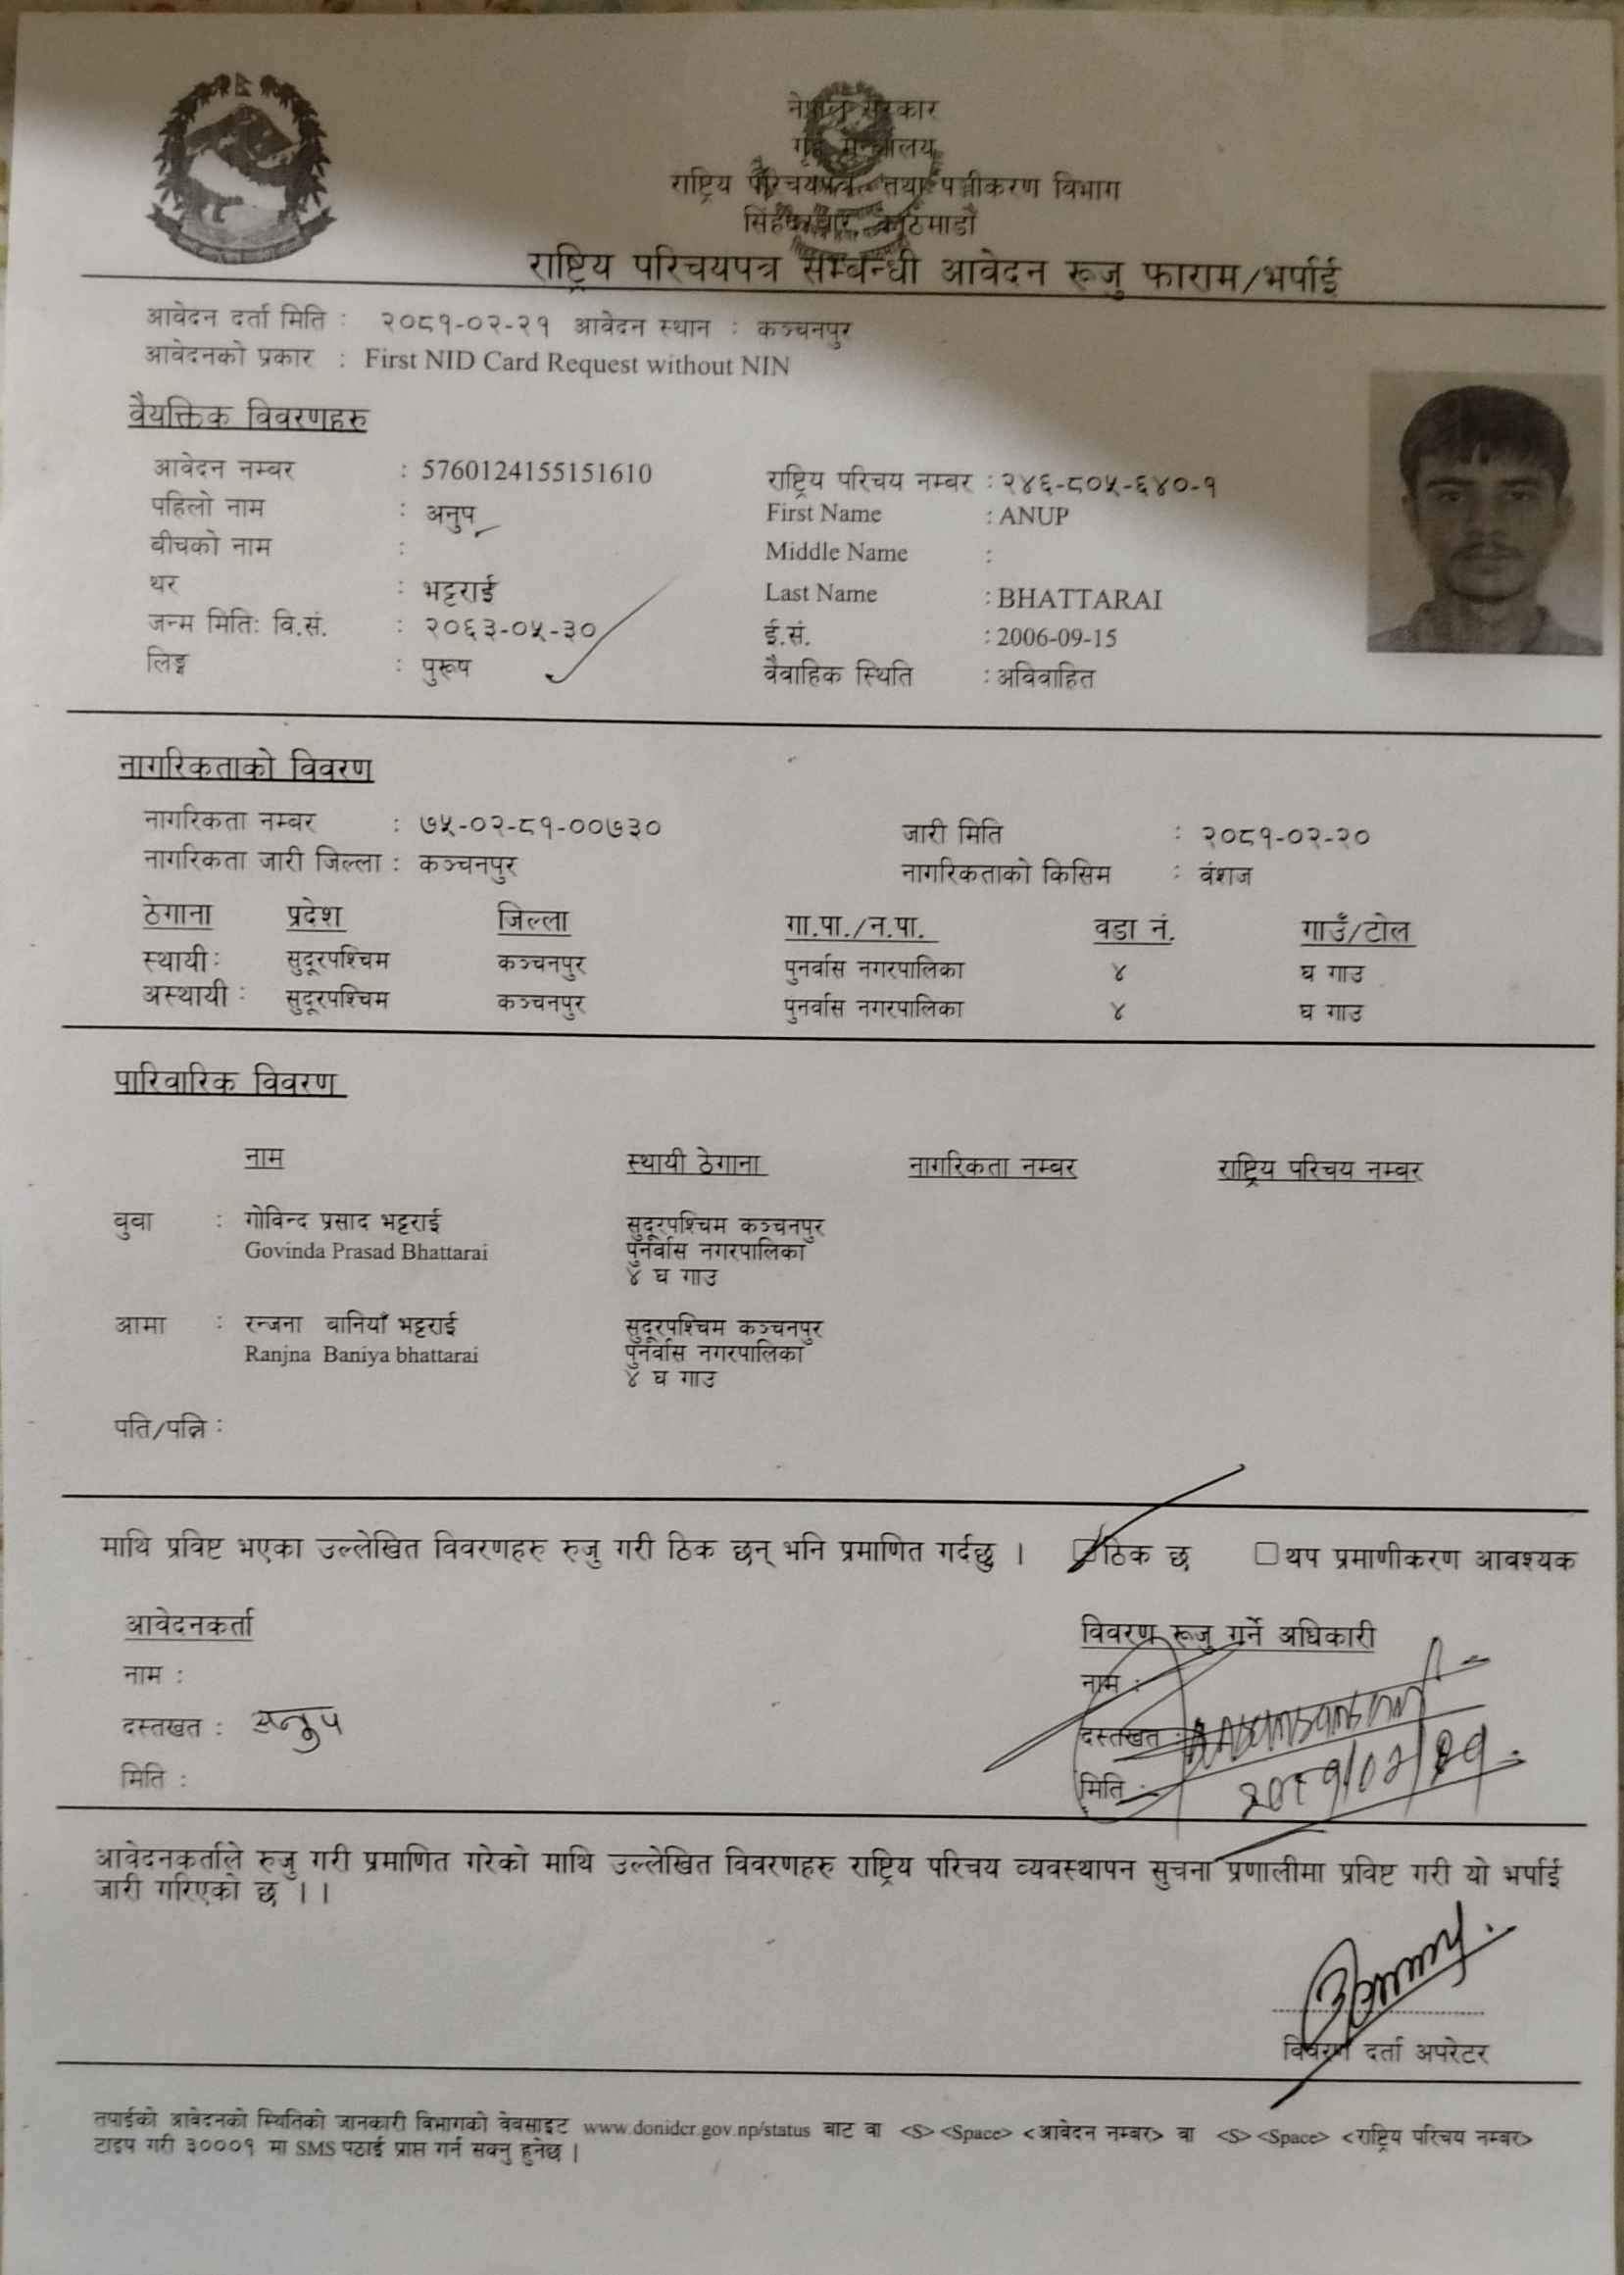 नेपाल सरकार
गृह मन्त्रालय
राष्ट्रिय परिचयपत्र तथा पञ्जीकरण विभाग
सिंहदरबार काठमाडौं
राष्ट्रिय परिचयपत्र सम्बन्धी आवेदन रूजु फाराम/भर्पाई
आवेदन दर्ता मिति : २०८१-०२-२१ आवेदन स्थान : कञ्चनपुर
आवेदनको प्रकार : First NID Card Request without NIN
वैयक्तिक विवरणहरु
आवेदन नम्बर : 5760124155151610 राष्ट्रिय परिचय नम्बर : २४६-८०५-६४०-१
पहिलो नाम : अनुप First Name : ANUP
बीचको नाम : Middle Name :
थर : भट्टराई Last Name : BHATTARAI
जन्म मिति: वि.सं. : २०६३-०५-३० ई.सं. : 2006-09-15
लिङ्ग : पुरूष वैवाहिक स्थिति : अविवाहित
नागरिकताको विवरण
नागरिकता नम्बर : ७५-०२-८१-००७३० जारी मिति : २०८१-०२-२०
नागरिकता जारी जिल्ला : कञ्चनपुर नागरिकताको किसिम : वंशज
ठेगाना प्रदेश जिल्ला गा.पा./न.पा. वडा नं. गाउँ/टोल
स्थायी: सुदूरपश्चिम कञ्चनपुर पुनर्वास नगरपालिका ४ घ गाउ
अस्थायी : सुदूरपश्चिम कञ्चनपुर पुनर्वास नगरपालिका ४ घ गाउ
पारिवारिक विवरण
नाम स्थायी ठेगाना नागरिकता नम्बर राष्ट्रिय परिचय नम्बर
बुवा : गोविन्द प्रसाद भट्टराई सुदूरपश्चिम कञ्चनपुर
Govinda Prasad Bhattarai पुनर्वास नगरपालिका
४ घ गाउ
आमा : रन्जना बानियाँ भट्टराई सुदूरपश्चिम कञ्चनपुर
Ranjna Baniya bhattarai पुनर्वास नगरपालिका
४ घ गाउ
पति/पत्नि :
माथि प्रविष्ट भएका उल्लेखित विवरणहरु रुजु गरी ठिक छन् भनि प्रमाणित गर्दछु । ठिक छ थप प्रमाणीकरण आवश्यक
आवेदनकर्ता विवरण रूजु गर्ने अधिकारी
नाम : नाम :
दस्तखत : अनुप दस्तखत :
मिति : मिति : २०८१/०२/२१
आवेदनकर्ताले रुजु गरी प्रमाणित गरेको माथि उल्लेखित विवरणहरु राष्ट्रिय परिचय व्यवस्थापन सुचना प्रणालीमा प्रविष्ट गरी यो भर्पाई
जारी गरिएको छ ।।
विवरण दर्ता अपरेटर
तपाईको आवेदनको स्थितिको जानकारी विभागको वेबसाइट www.donidcr.gov.np/status बाट वा <S> <Space> <आवेदन नम्बर> वा <S> <Space> <राष्ट्रिय परिचय नम्बर>
टाइप गरी ३०००१ मा SMS पठाई प्राप्त गर्न सक्नु हुनेछ ।